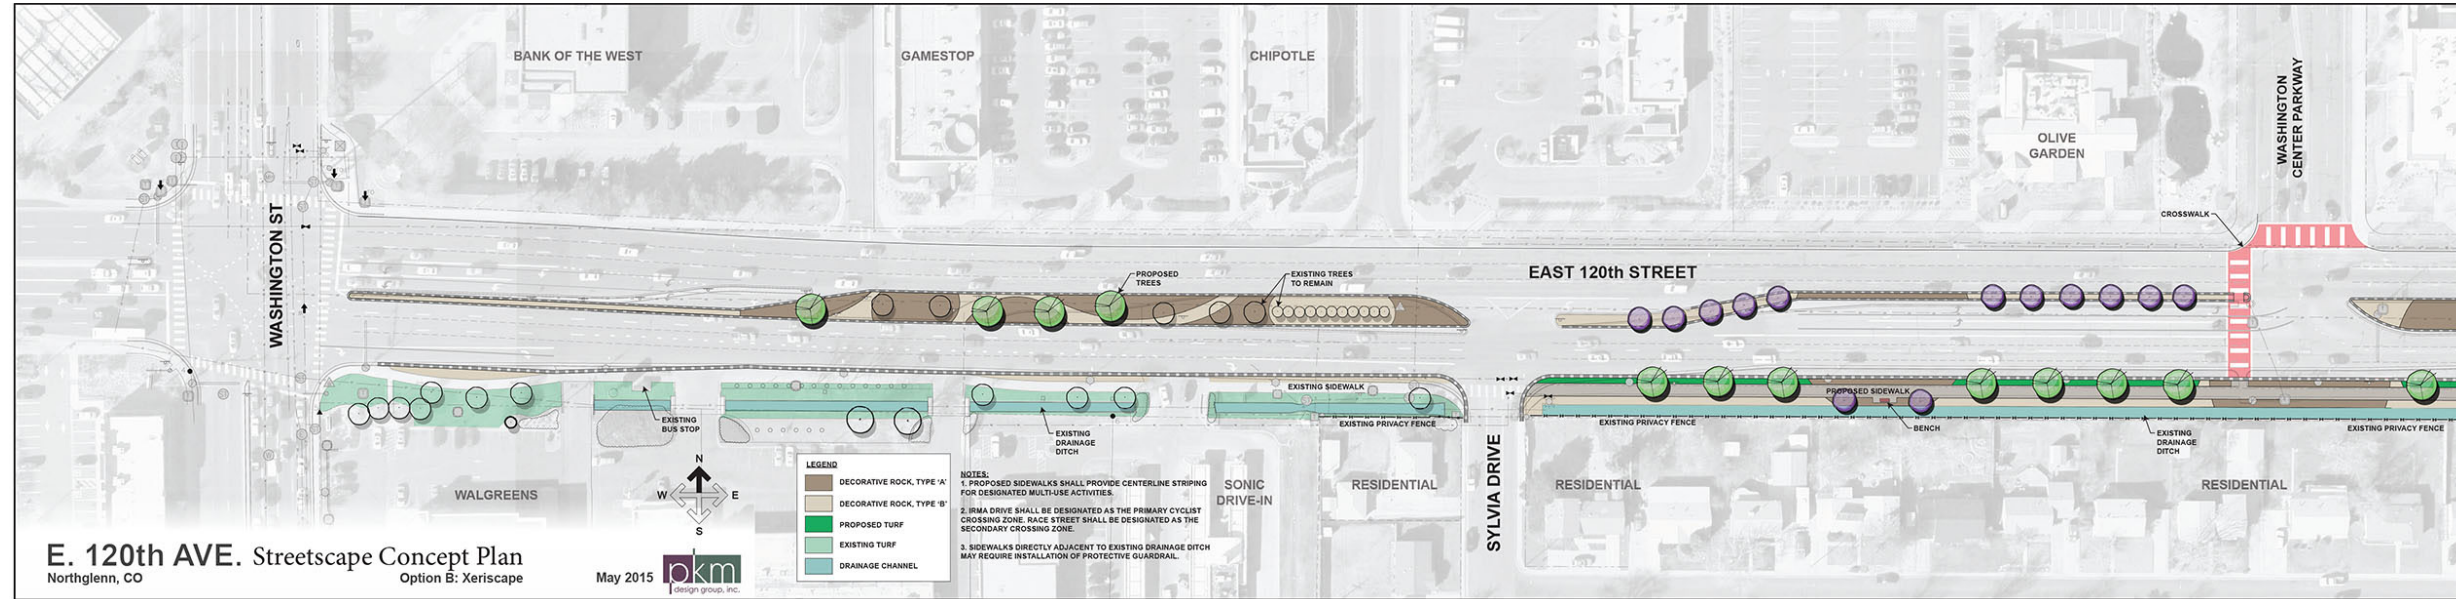 BANK OF THE WEST
GAMESTOP
CHIPOTLE
OLIVE
GARDEN
WASHINGTON
CENTER PARKWAY
CROSSWALK
WASHINGTON ST
EAST 120th STREET
PROPOSED
TREES
EXISTING TREES
TO REMAIN
EXISTING SIDEWALK
PROPOSED SIDEWALK
EXISTING
BUS STOP
EXISTING
DRAINAGE
DITCH
EXISTING PRIVACY FENCE
EXISTING PRIVACY FENCE
BENCH
EXISTING
DRAINAGE
DITCH
EXISTING PRIVACY FENCE
WALGREENS
N
W
E
S
SONIC
DRIVE-IN
RESIDENTIAL
SYLVIA DRIVE
RESIDENTIAL
RESIDENTIAL
LEGEND
DECORATIVE ROCK, TYPE 'A'
DECORATIVE ROCK, TYPE 'B'
PROPOSED TURF
EXISTING TURF
DRAINAGE CHANNEL
NOTES:
1. PROPOSED SIDEWALKS SHALL PROVIDE CENTERLINE STRIPING
FOR DESIGNATED MULTI-USE ACTIVITIES.
2. IRMA DRIVE SHALL BE DESIGNATED AS THE PRIMARY CYCLIST
CROSSING ZONE. RACE STREET SHALL BE DESIGNATED AS THE
SECONDARY CROSSING ZONE.
3. SIDEWALKS DIRECTLY ADJACENT TO EXISTING DRAINAGE DITCH
MAY REQUIRE INSTALLATION OF PROTECTIVE GUARDRAIL.
E. 120th AVE. Streetscape Concept Plan
Northglenn, CO
Option B: Xeriscape
May 2015
pkm
design group, inc.